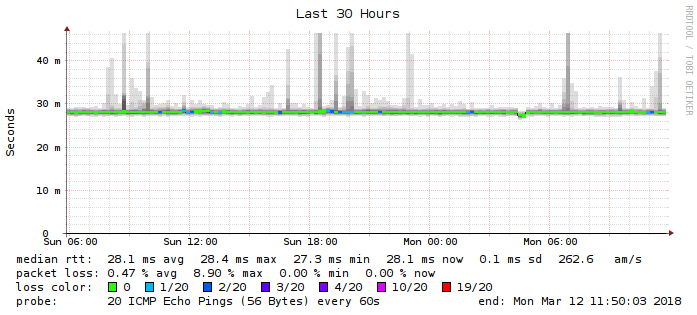 Last 30 Hours
RRDTOOL / TOBI OETIKER
Seconds
40 m
30 m
20 m
10 m
0
Sun 06:00 Sun 12:00 Sun 18:00 Mon 00:00 Mon 06:00
median rtt: 28.1 ms avg 28.4 ms max 27.3 ms min 28.1 ms now 0.1 ms sd 262.6 am/s
packet loss: 0.47 % avg 8.90 % max 0.00 % min 0.00 % now
loss color: 0 1/20 2/20 3/20 4/20 10/20 19/20
probe: 20 ICMP Echo Pings (56 Bytes) every 60s end: Mon Mar 12 11:50:03 2018